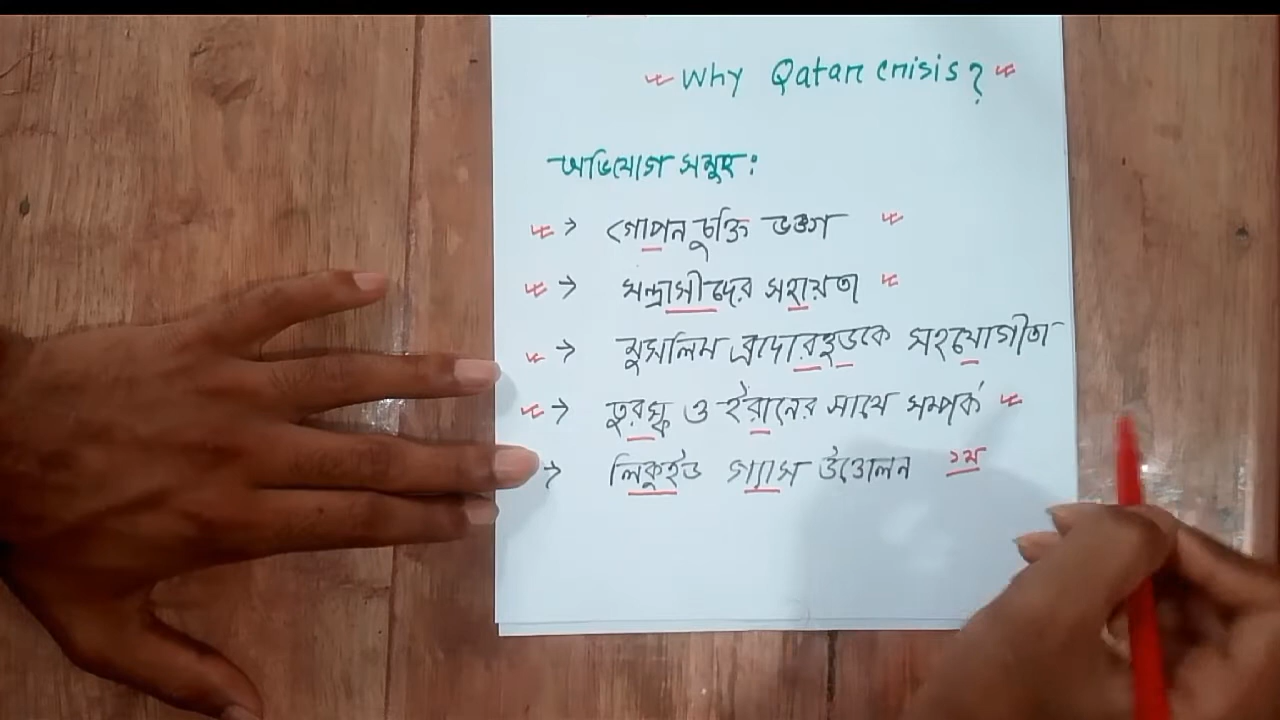 Why Qatar crisis?
অভিযোগ সমূহ:
→ গোপন চুক্তি ভঙ্গ
→ সন্ত্রাসীদের সহায়তা
→ মুসলিম ব্রাদোরহুডকে সহযোগীতা
→ তুরস্ক ও ইরানের সাথে সম্পর্ক
→ লিকুইড গ্যাস উত্তোলন ১ম